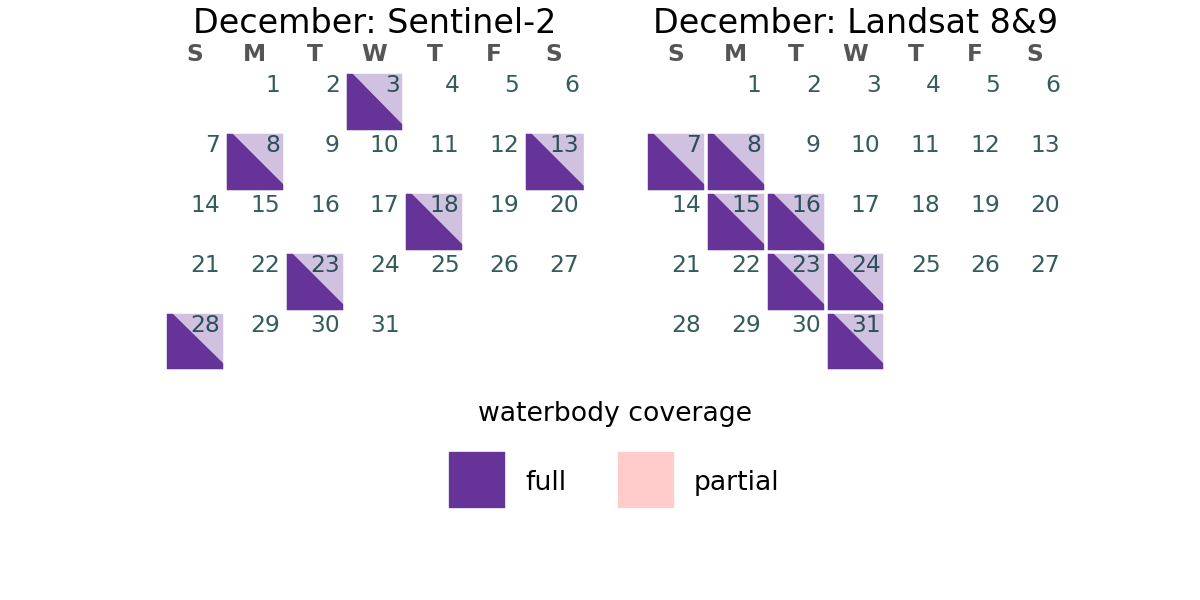 December: Sentinel-2
S M T W T F S
1 2 3 4 5 6
7 8 9 10 11 12 13
14 15 16 17 18 19 20
21 22 23 24 25 26 27
28 29 30 31
December: Landsat 8&9
S M T W T F S
1 2 3 4 5 6
7 8 9 10 11 12 13
14 15 16 17 18 19 20
21 22 23 24 25 26 27
28 29 30 31
waterbody coverage
full partial